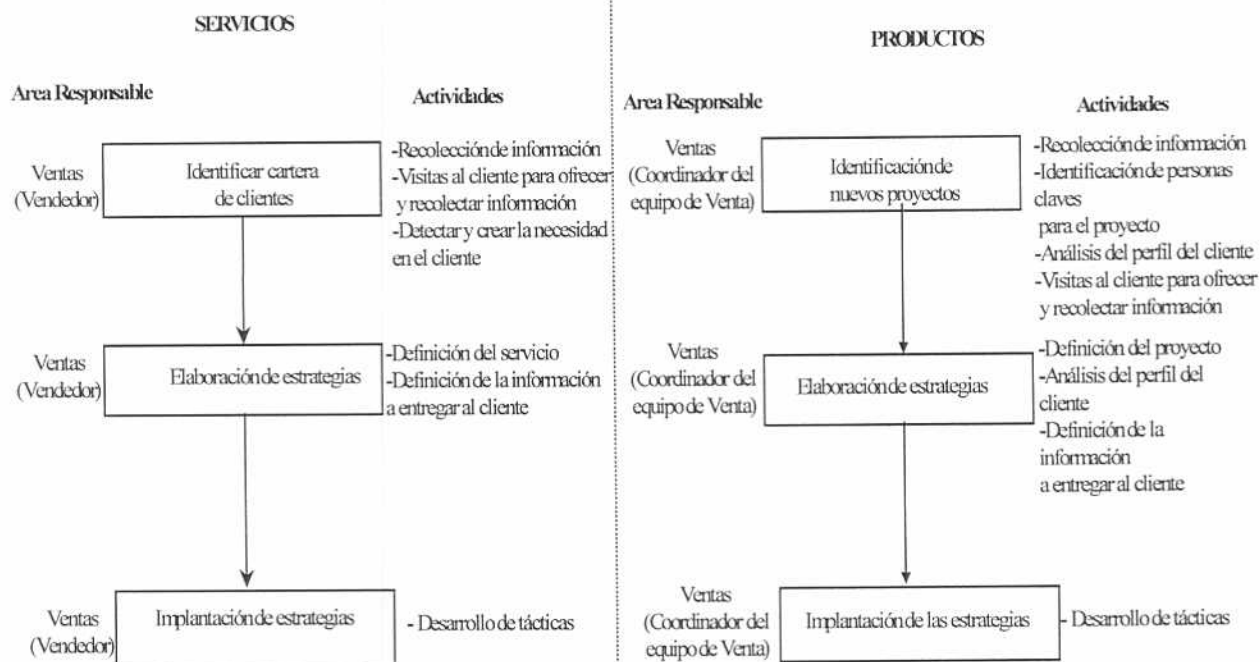 SERVICIOS
Area Responsable
Actividades
Ventas
(Vendedor)
Identificar cartera
de clientes
-Recolección de información
-Visitas al cliente para ofrecer
y recolectar información
-Detectar y crear la necesidad
en el cliente
Ventas
(Vendedor)
Elaboración de estrategias
-Definición del servicio
-Definición de la información
a entregar al cliente
Ventas
(Vendedor)
Implantación de estrategias
- Desarrollo de tácticas
PRODUCTOS
Area Responsable
Actividades
Ventas
(Coordinador del
equipo de Venta)
Identificación de
nuevos proyectos
-Recolección de información
-Identificación de personas
claves
para el proyecto
-Análisis del perfil del cliente
-Visitas al cliente para ofrecer
y recolectar información
Ventas
(Coordinador del
equipo de Venta)
Elaboración de estrategias
-Definición del proyecto
-Análisis del perfil del
cliente
-Definición de la
información
a entregar al cliente
Ventas
(Coordinador del
equipo de Venta)
Implantación de las estrategias
- Desarrollo de tácticas